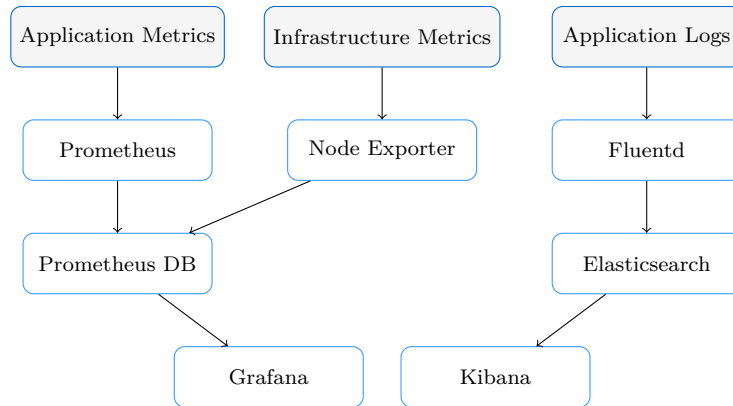 Application Metrics
Infrastructure Metrics
Application Logs
Prometheus
Node Exporter
Fluentd
Prometheus DB
Elasticsearch
Grafana
Kibana